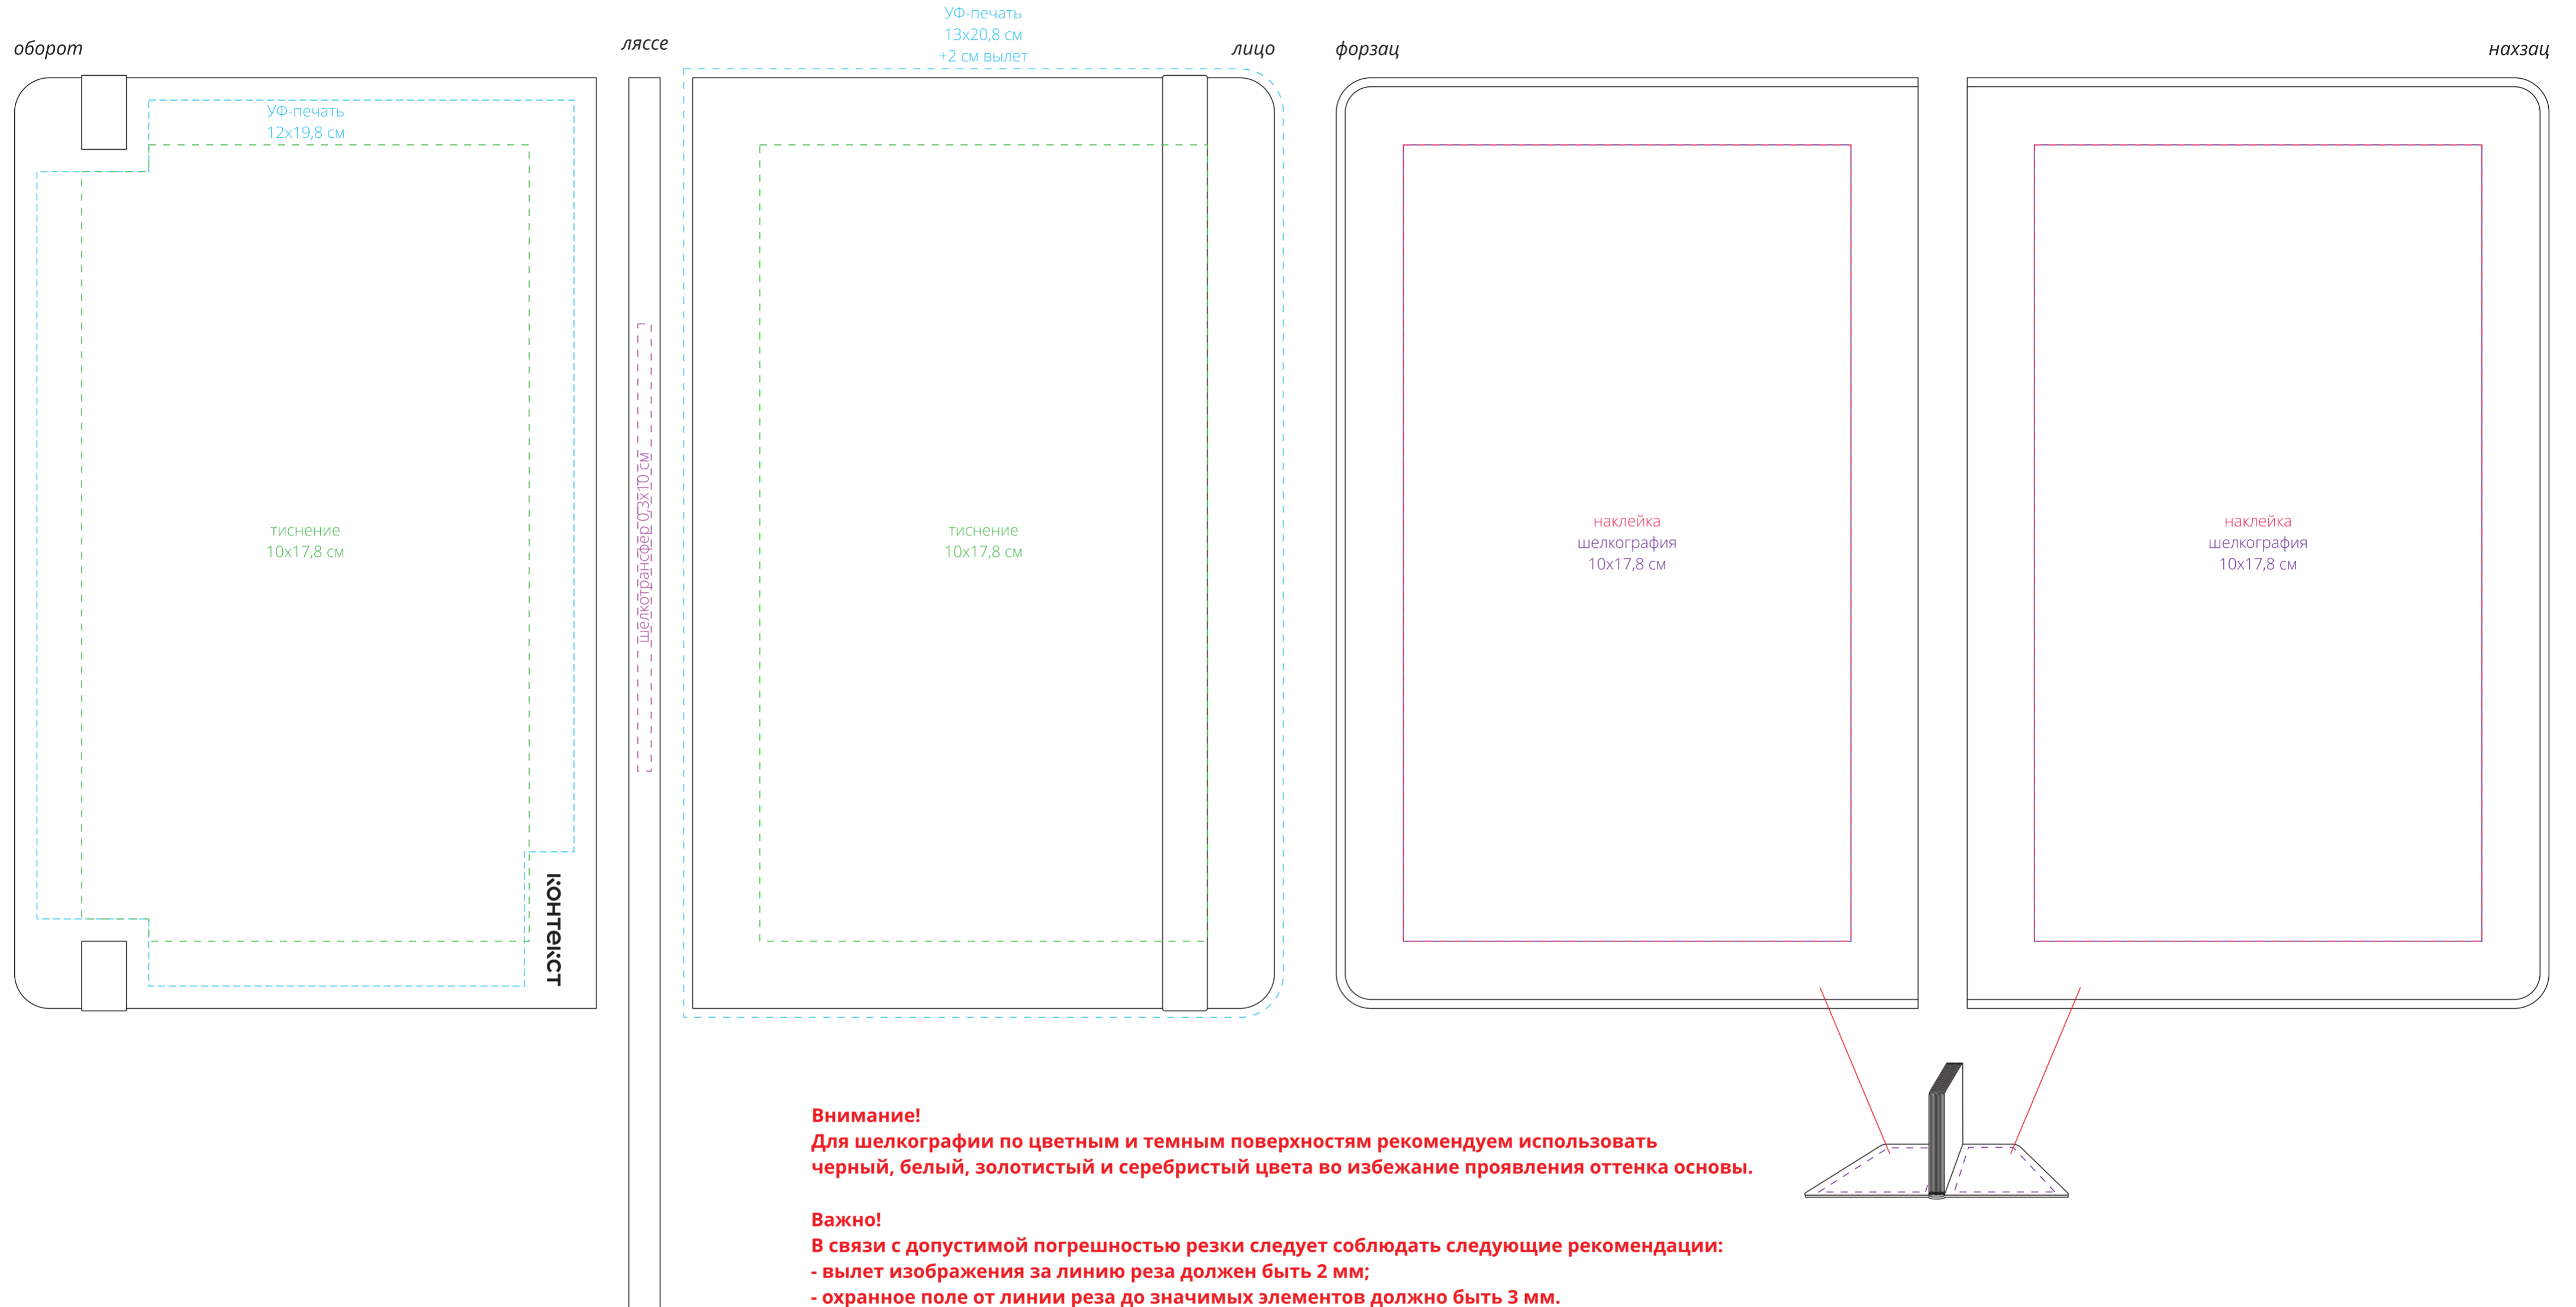 оборот
ляссе
УФ-печать
13х20,8 см
+2 см вылет
лицо
форзац
нахзац
УФ-печать
12х19,8 см
тиснение
10х17,8 см
шелкотрансфер 0,3х10 см
тиснение
10х17,8 см
наклейка
шелкография
10х17,8 см
наклейка
шелкография
10х17,8 см
контекст
Внимание!
Для шелкографии по цветным и темным поверхностям рекомендуем использовать
черный, белый, золотистый и серебристый цвета во избежание проявления оттенка основы.
Важно!
В связи с допустимой погрешностью резки следует соблюдать следующие рекомендации:
- вылет изображения за линию реза должен быть 2 мм;
- охранное поле от линии реза до значимых элементов должно быть 3 мм.